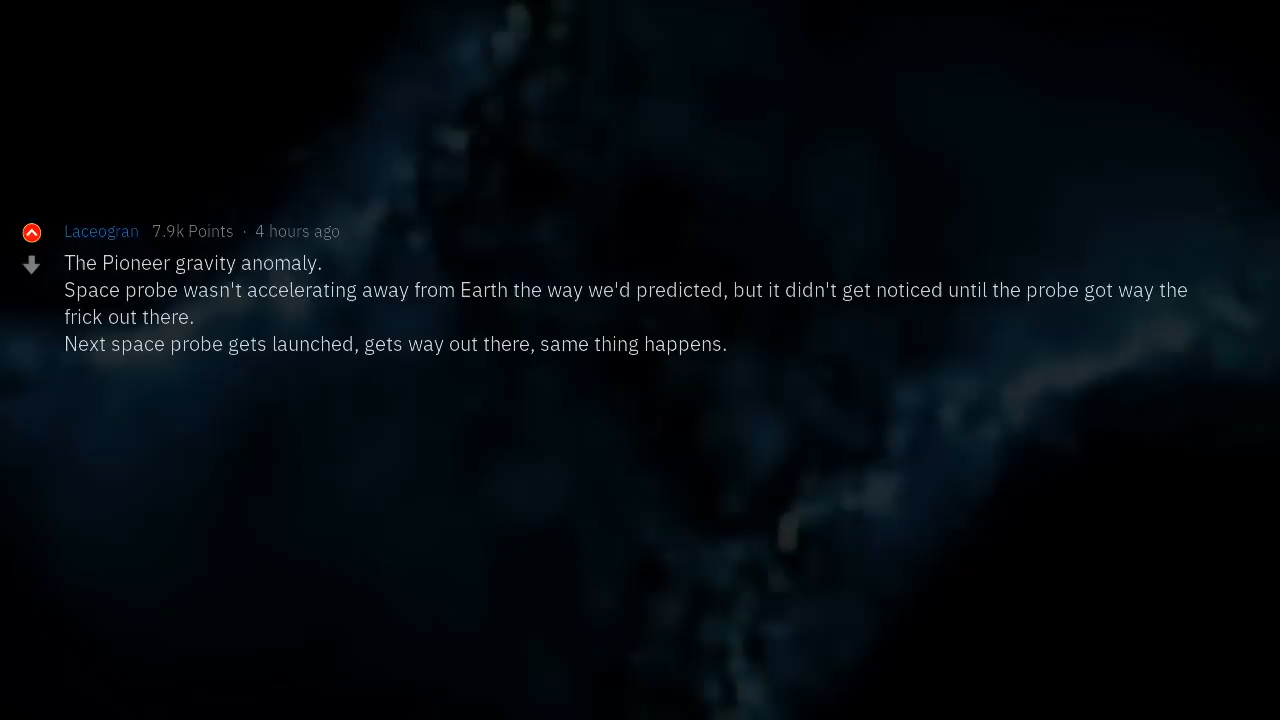 Laceogran 7.9k Points · 4 hours ago
The Pioneer gravity anomaly.
Space probe wasn't accelerating away from Earth the way we'd predicted, but it didn't get noticed until the probe got way the
frick out there.
Next space probe gets launched, gets way out there, same thing happens.